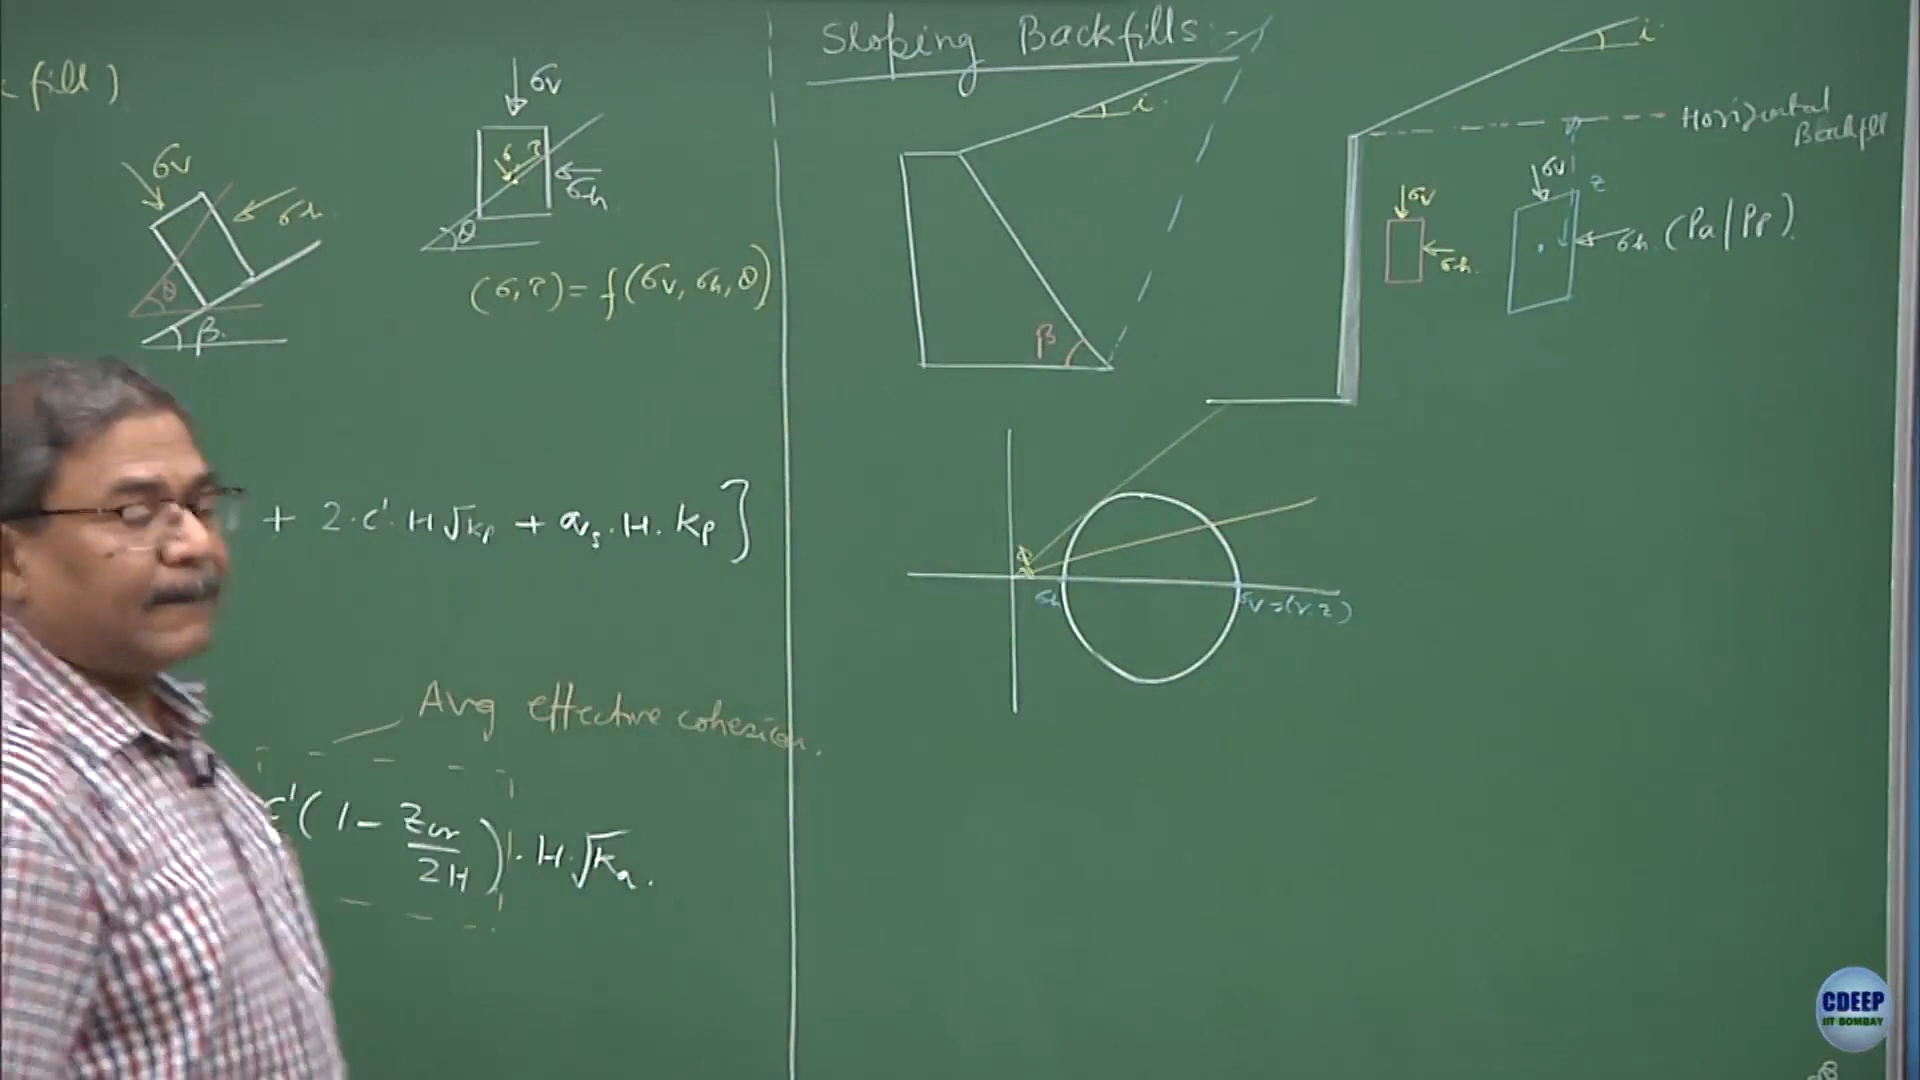 fill)
σv
σh
θ
β.
σv
σ τ
σh
θ
(σ,τ) = f(σv, σh, θ)
+ 2·c'·H√kp + qs·H·kp]
Avg effective cohesion.
c'(1 - Zcr/2H)·H·√ka.
Sloping Backfills :-
i.
β
i.
Horizontal
Backfill
σv
σh.
σv
z
σh. (Pa|Pp).
σh
σv = (γ.z)
CDEEP
IIT BOMBAY
β